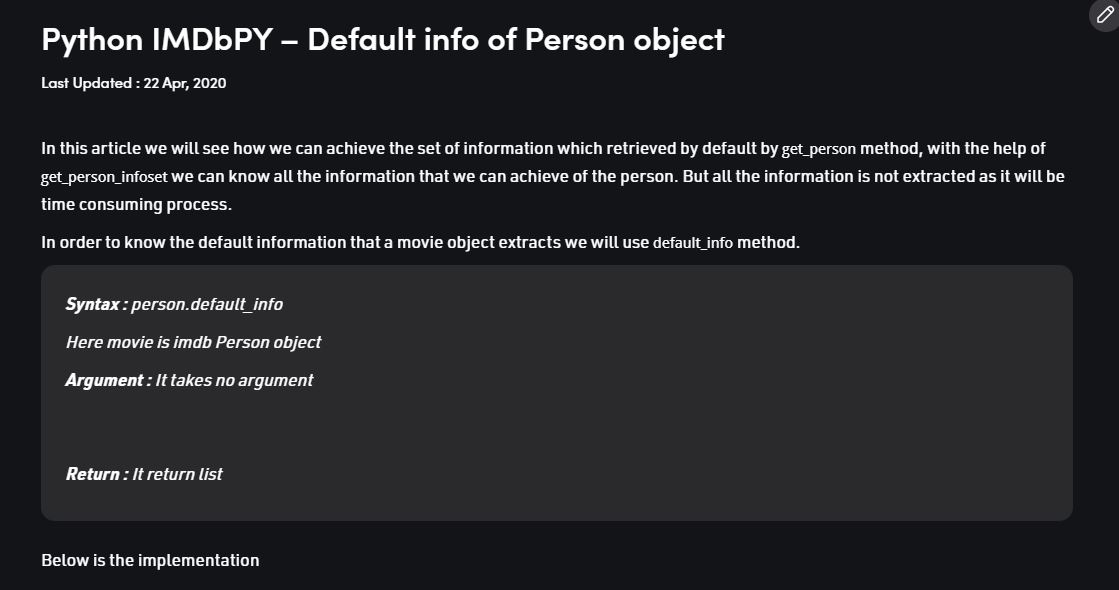 Python IMDbPY – Default info of Person object
Last Updated : 22 Apr, 2020
In this article we will see how we can achieve the set of information which retrieved by default by get_person method, with the help of
get_person_infoset we can know all the information that we can achieve of the person. But all the information is not extracted as it will be
time consuming process.
In order to know the default information that a movie object extracts we will use default_info method.
Syntax : person.default_info
Here movie is imdb Person object
Argument : It takes no argument
Return : It return list
Below is the implementation